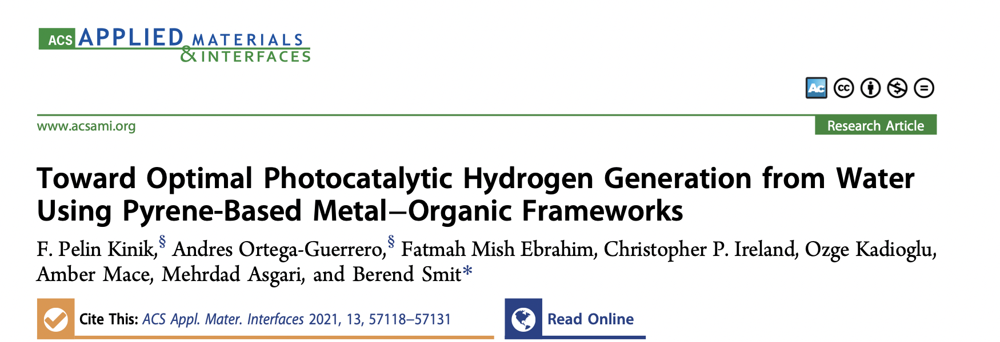 ACS APPLIED MATERIALS
& INTERFACES
Ac cc $ =
www.acsami.org
Research Article
Toward Optimal Photocatalytic Hydrogen Generation from Water
Using Pyrene-Based Metal−Organic Frameworks
F. Pelin Kinik,§ Andres Ortega-Guerrero,§ Fatmah Mish Ebrahim, Christopher P. Ireland, Ozge Kadioglu,
Amber Mace, Mehrdad Asgari, and Berend Smit*
Cite This: ACS Appl. Mater. Interfaces 2021, 13, 57118−57131
Read Online